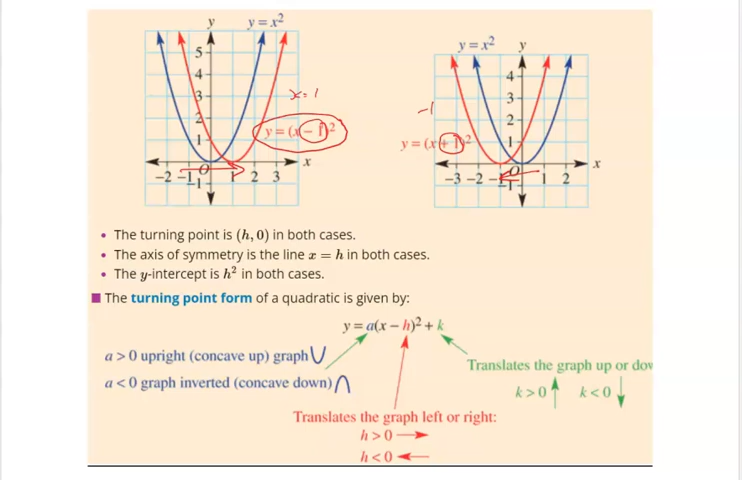 y
y = x²
5
4
3
2
1
x = 1
y = (x − 1)²
O
x
−2 −1 1 2 3
−1
y = x²
y
4
3
2
1
−1
y = (x + 1)²
O
x
−3 −2 −1 1 2
−1
• The turning point is (h, 0) in both cases.
• The axis of symmetry is the line x = h in both cases.
• The y-intercept is h² in both cases.
■ The turning point form of a quadratic is given by:
y = a(x − h)² + k
a > 0 upright (concave up) graph
a < 0 graph inverted (concave down)
Translates the graph up or dow
k > 0 k < 0
Translates the graph left or right:
h > 0
h < 0